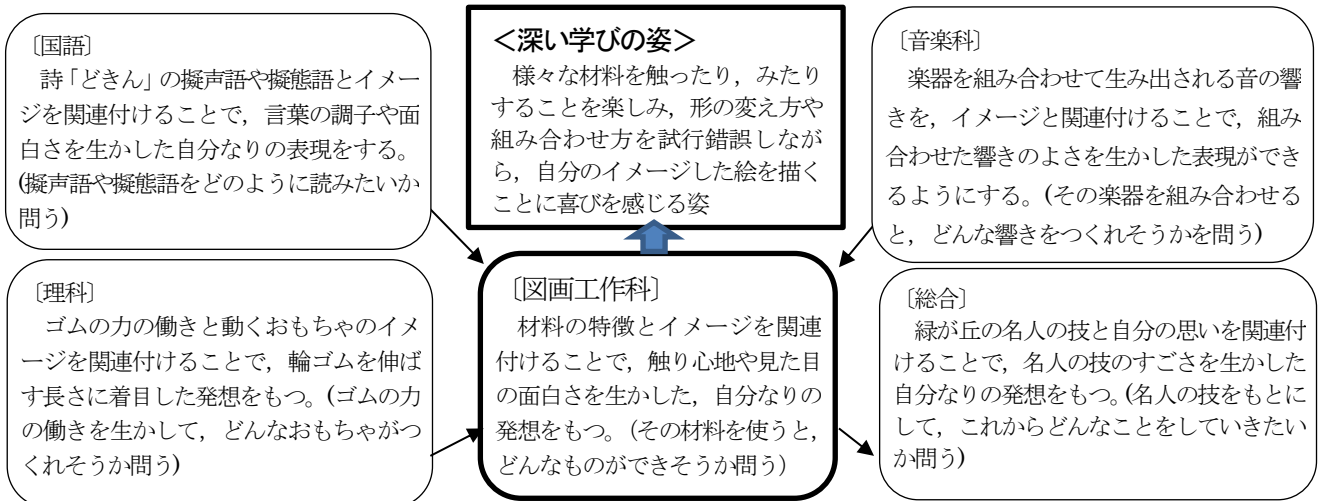 〔国語〕
詩「どきん」の擬声語や擬態語とイメー
ジを関連付けることで，言葉の調子や面
白さを生かした自分なりの表現をする。
(擬声語や擬態語をどのように読みたいか
問う)
＜深い学びの姿＞
様々な材料を触ったり，みたり
することを楽しみ，形の変え方や
組み合わせ方を試行錯誤しなが
ら，自分のイメージした絵を描く
ことに喜びを感じる姿
〔音楽科〕
楽器を組み合わせて生み出される音の響
きを，イメージと関連付けることで，組み
合わせた響きのよさを生かした表現ができ
るようにする。(その楽器を組み合わせる
と，どんな響きをつくれそうかを問う)
〔理科〕
ゴムの力の働きと動くおもちゃのイメ
ージを関連付けることで，輪ゴムを伸ば
す長さに着目した発想をもつ。(ゴムの力
の働きを生かして，どんなおもちゃがつ
くれそうか問う)
〔図画工作科〕
材料の特徴とイメージを関連
付けることで，触り心地や見た目
の面白さを生かした，自分なりの
発想をもつ。（その材料を使うと，
どんなものができそうか問う）
〔総合〕
緑が丘の名人の技と自分の思いを関連付
けることで，名人の技のすごさを生かした
自分なりの発想をもつ。(名人の技をもとに
して，これからどんなことをしていきたい
か問う)